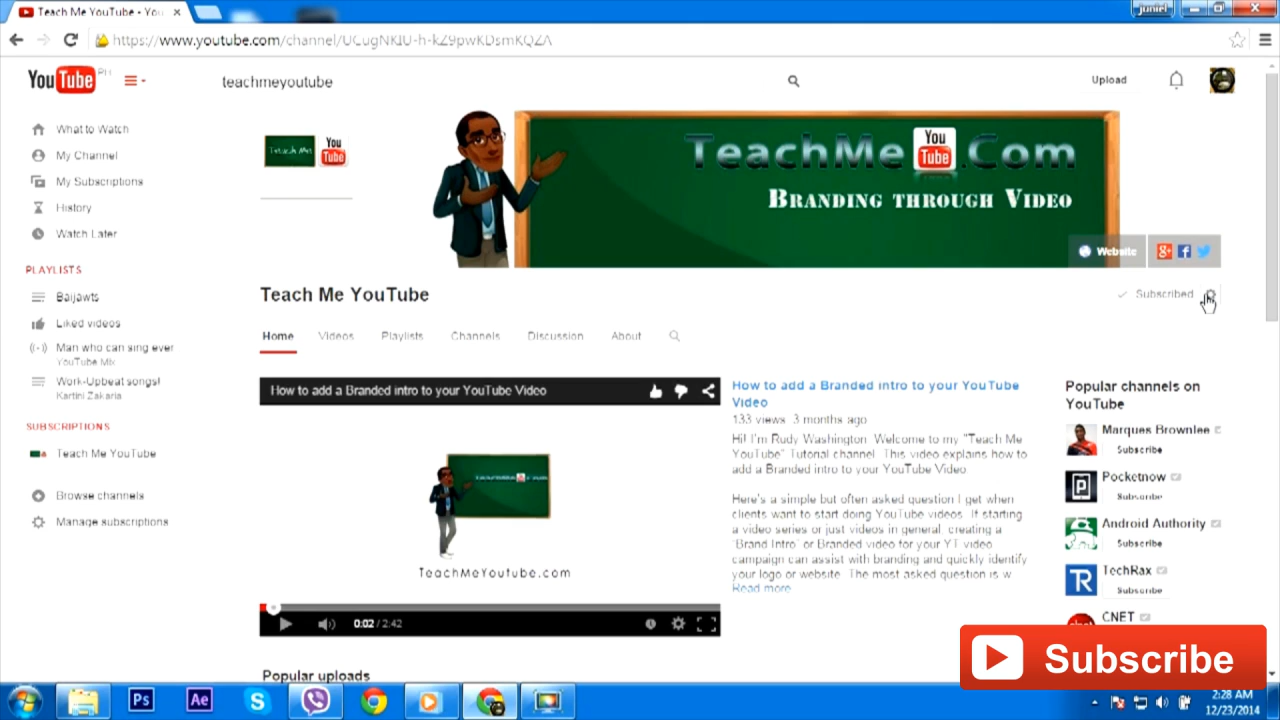 Teach Me YouTube - You
juniel
https://www.youtube.com/channel/UCugNKIU-h-kZ9pwKDsmKQZA
YouTube PH
teachmeyoutube
Upload
What to Watch
My Channel
My Subscriptions
History
Watch Later
PLAYLISTS
Baijawts
Liked videos
Man who can sing ever
YouTube Mix
Work-Upbeat songs!
Kartini Zakaria
SUBSCRIPTIONS
Teach Me YouTube
Browse channels
Manage subscriptions
Teach Me You Tube
TeachMe You Tube .Com
Branding through Video
Website
Teach Me YouTube
Subscribed
Home Videos Playlists Channels Discussion About
How to add a Branded intro to your YouTube Video
TeachMeYoutube.com
0:02 / 2:42
How to add a Branded intro to your YouTube
Video
133 views 3 months ago
Hi! I'm Rudy Washington. Welcome to my "Teach Me
YouTube" Tutorial channel. This video explains how to
add a Branded intro to your YouTube Video
Here's a simple but often asked question I get when
clients want to start doing YouTube videos. If starting
a video series or just videos in general, creating a
"Brand Intro" or Branded video for your YT video
campaign can assist with branding and quickly identify
your logo or website. The most asked question is w
Read more
Popular channels on
YouTube
Marques Brownlee
Subscribe
Pocketnow
Subscribe
Android Authority
Subscribe
TechRax
Subscribe
CNET
Popular uploads
Subscribe
Ps
Ae
2:28 AM
12/23/2014